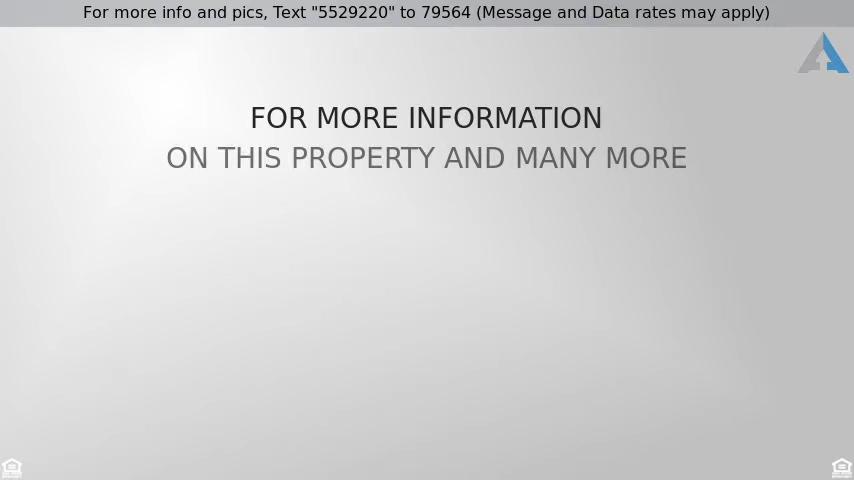 For more info and pics, Text "5529220" to 79564 (Message and Data rates may apply)
FOR MORE INFORMATION
ON THIS PROPERTY AND MANY MORE